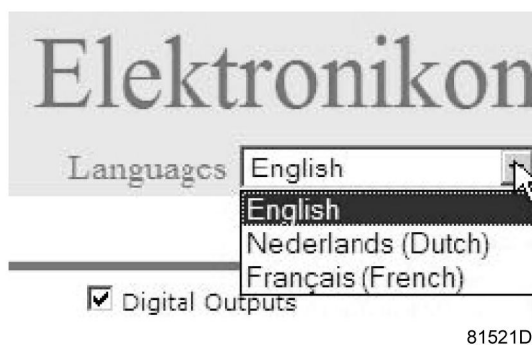 Elektronikon
Languages English
English
Nederlands (Dutch)
Français (French)
Digital Outputs
81521D